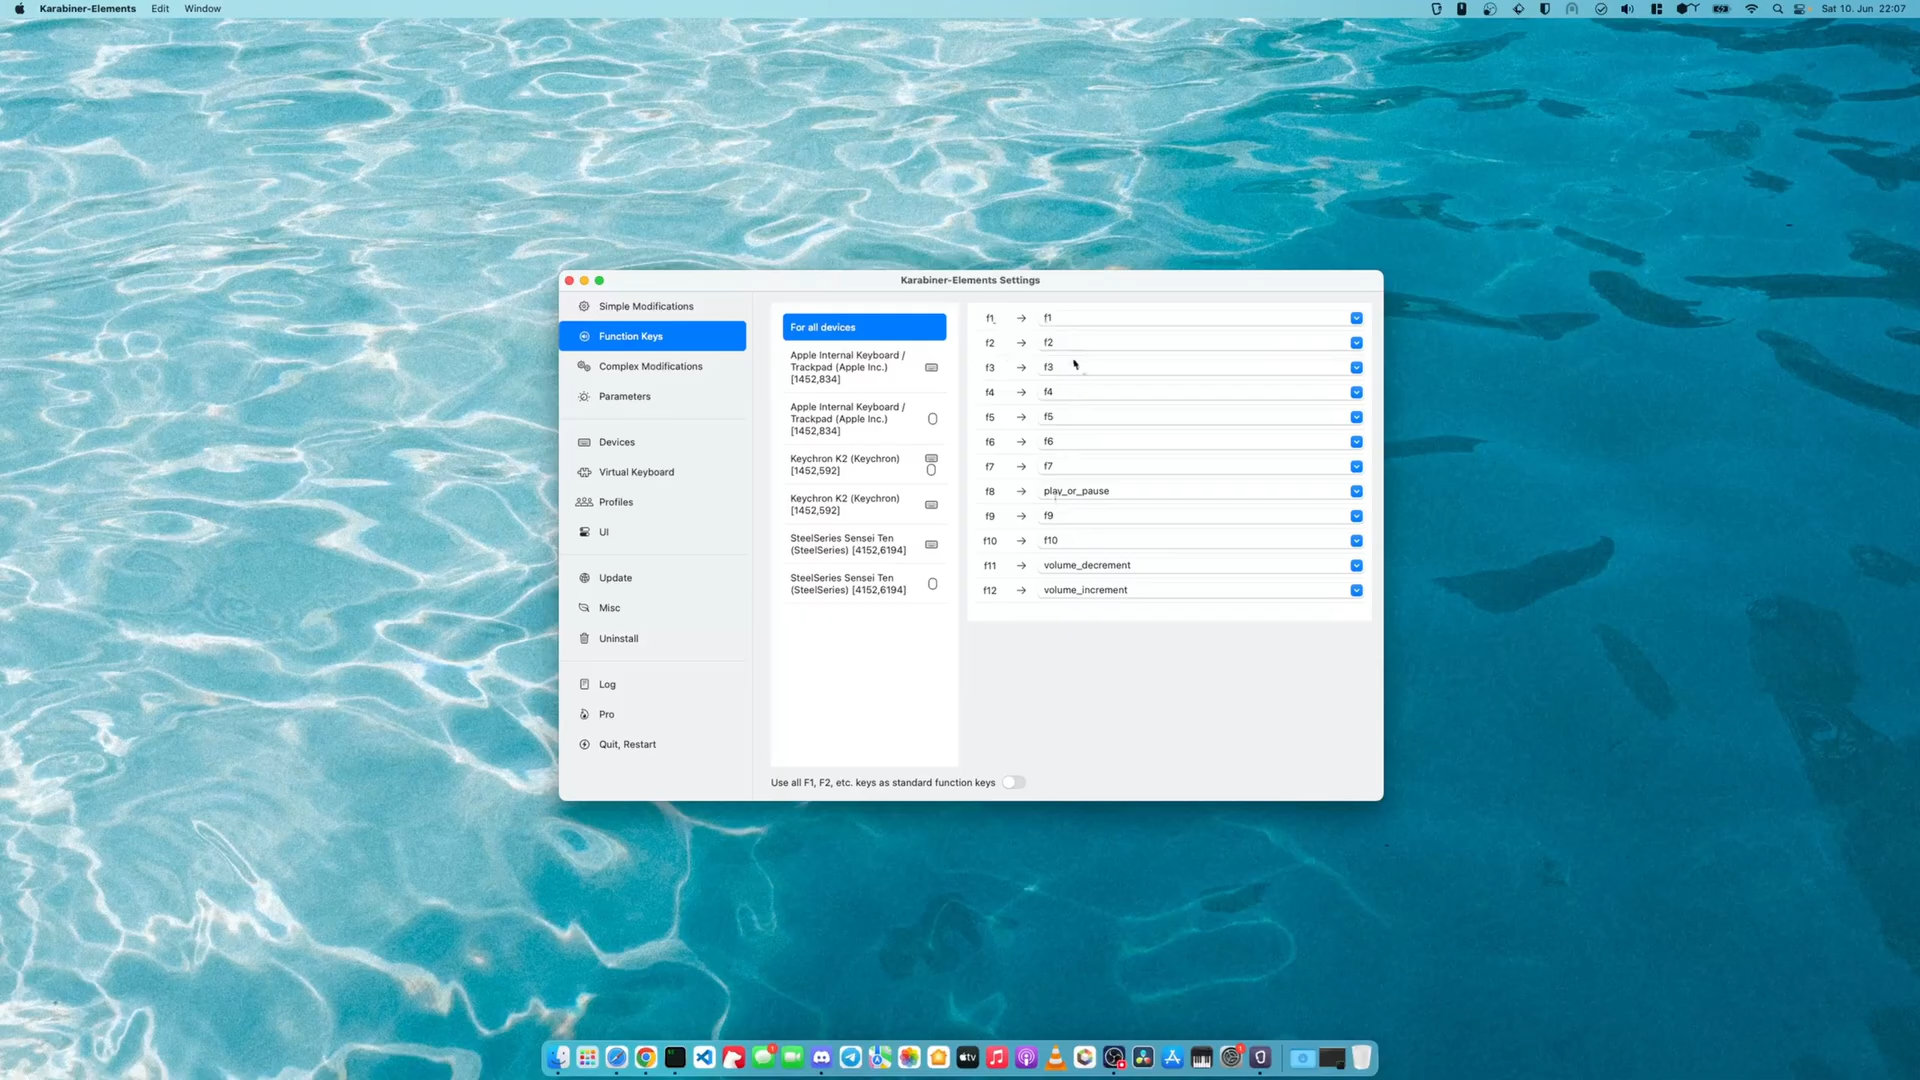 Karabiner-Elements Edit Window
Sat 10. Jun 22:07
Karabiner-Elements Settings
Simple Modifications
Function Keys
Complex Modifications
Parameters
Devices
Virtual Keyboard
Profiles
UI
Update
Misc
Uninstall
Log
Pro
Quit, Restart
For all devices
Apple Internal Keyboard /
Trackpad (Apple Inc.)
[1452,834]
Apple Internal Keyboard /
Trackpad (Apple Inc.)
[1452,834]
Keychron K2 (Keychron)
[1452,592]
Keychron K2 (Keychron)
[1452,592]
SteelSeries Sensei Ten
(SteelSeries) [4152,6194]
SteelSeries Sensei Ten
(SteelSeries) [4152,6194]
f1 → f1
f2 → f2
f3 → f3
f4 → f4
f5 → f5
f6 → f6
f7 → f7
f8 → play_or_pause
f9 → f9
f10 → f10
f11 → volume_decrement
f12 → volume_increment
Use all F1, F2, etc. keys as standard function keys
tv